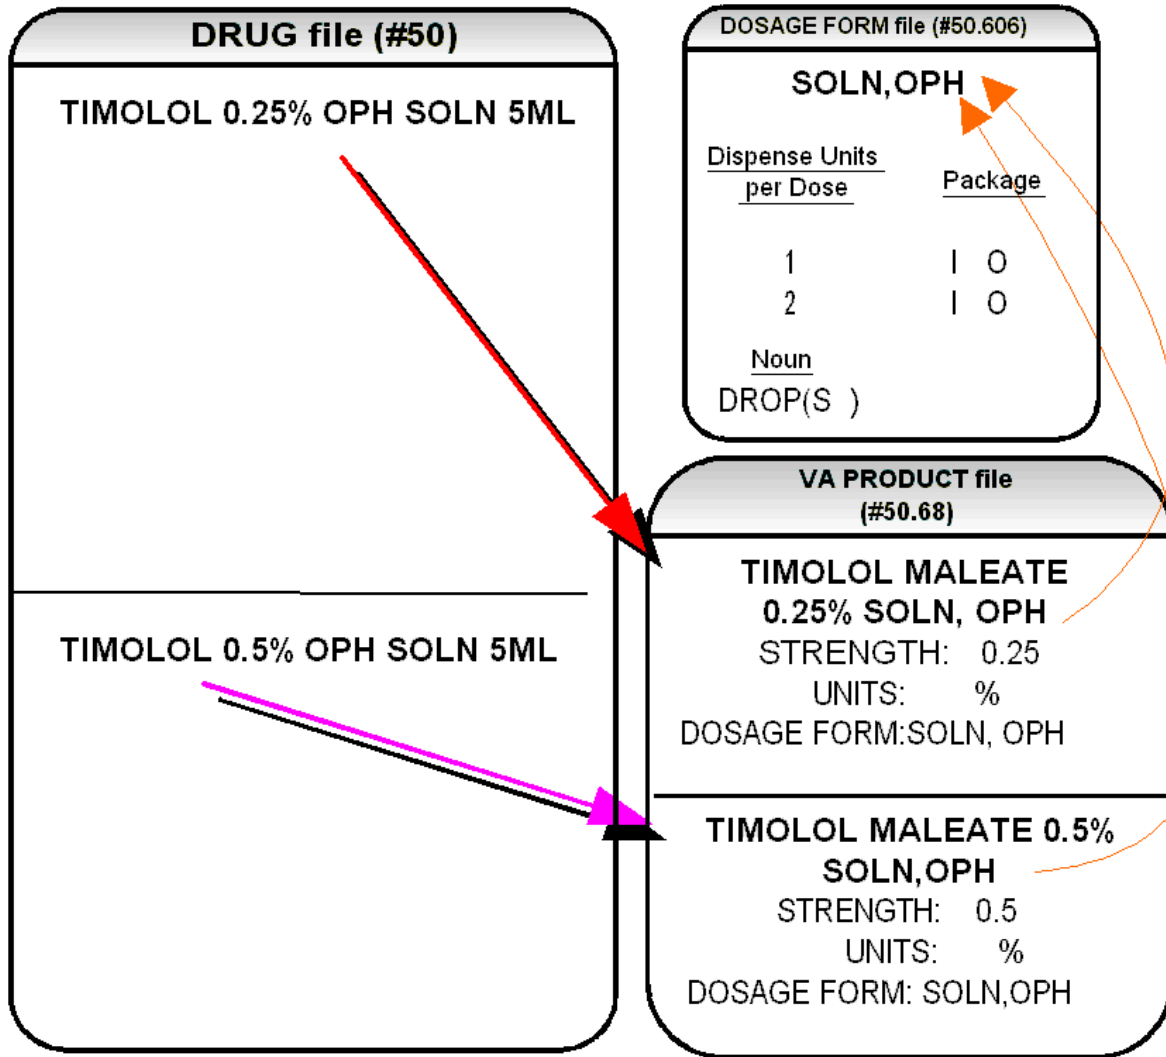 DRUG file (#50)
TIMOLOL 0.25% OPH SOLN 5ML
TIMOLOL 0.5% OPH SOLN 5ML
DOSAGE FORM file (#50.606)
SOLN,OPH
Dispense Units
per Dose
Package
1 I O
2 I O
Noun
DROP(S )
VA PRODUCT file
(#50.68)
TIMOLOL MALEATE
0.25% SOLN, OPH
STRENGTH: 0.25
UNITS: %
DOSAGE FORM:SOLN, OPH
TIMOLOL MALEATE 0.5%
SOLN,OPH
STRENGTH: 0.5
UNITS: %
DOSAGE FORM: SOLN,OPH